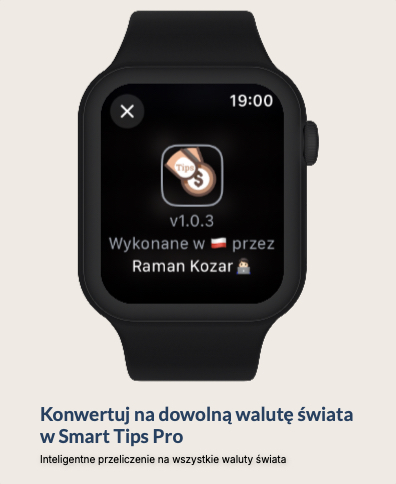 19:00
Tips
v1.0.3
Wykonane w 🇵🇱 przez
Raman Kozar 👨🏻‍💻
Konwertuj na dowolną walutę świata
w Smart Tips Pro
Inteligentne przeliczenie na wszystkie waluty świata